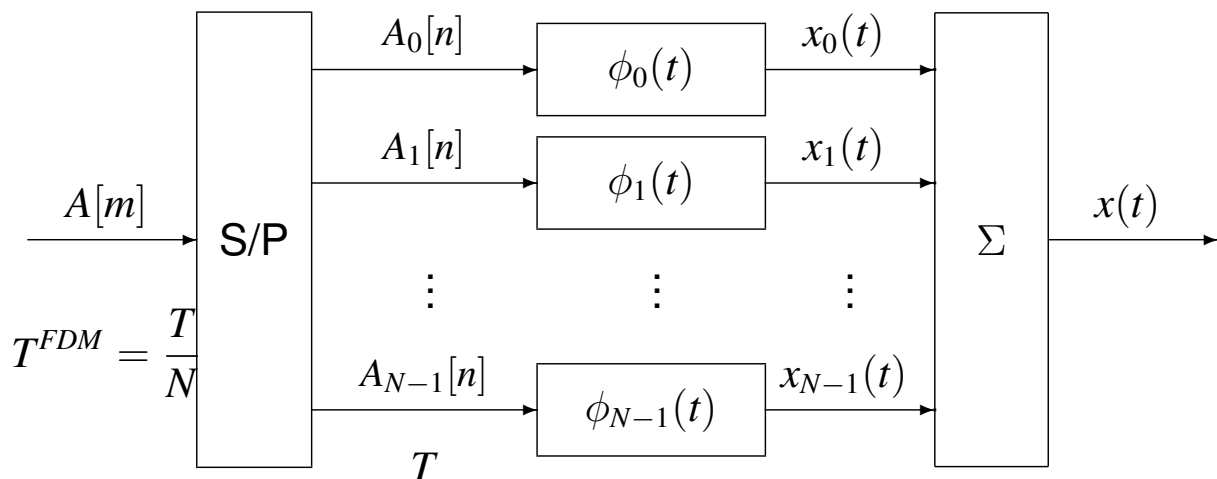 A_0[n] φ_0(t) x_0(t)
A_1[n] φ_1(t) x_1(t)
A[m] S/P Σ x(t)
⋮ ⋮ ⋮
T^{FDM} = T/N
A_{N−1}[n] φ_{N−1}(t) x_{N−1}(t)
T